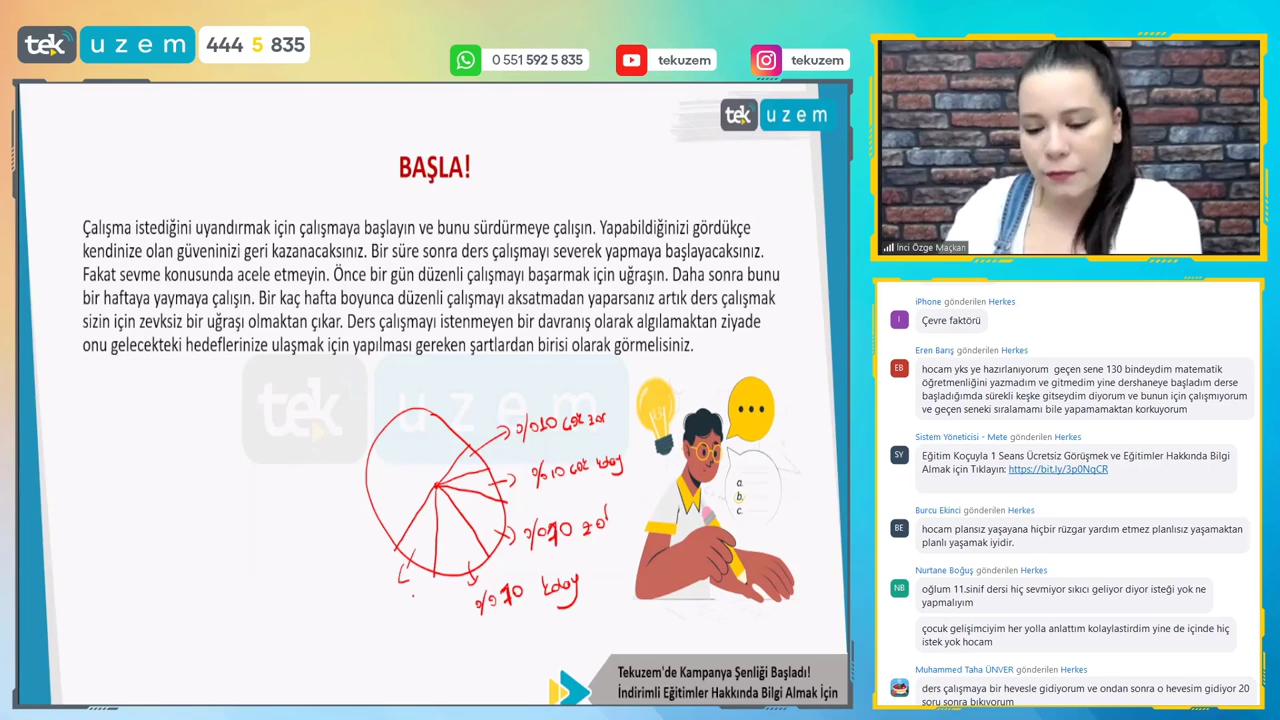 tek uzem 444 5 835
0 551 592 5 835
tekuzem
tekuzem
tek uzem
BAŞLA!
Çalışma istediğini uyandırmak için çalışmaya başlayın ve bunu sürdürmeye çalışın. Yapabildiğinizi gördükçe
kendinize olan güveninizi geri kazanacaksınız. Bir süre sonra ders çalışmayı severek yapmaya başlayacaksınız.
Fakat sevme konusunda acele etmeyin. Önce bir gün düzenli çalışmayı başarmak için uğraşın. Daha sonra bunu
bir haftaya yaymaya çalışın. Bir kaç hafta boyunca düzenli çalışmayı aksatmadan yaparsanız artık ders çalışmak
sizin için zevksiz bir uğraşı olmaktan çıkar. Ders çalışmayı istenmeyen bir davranış olarak algılamaktan ziyade
onu gelecekteki hedeflerinize ulaşmak için yapılması gereken şartlardan birisi olarak görmelisiniz.
tek uzem
%10 çok zor
%10 çok kolay
zor
kolay
a.
b.
c.
Tekuzem'de Kampanya Şenliği Başladı!
İndirimli Eğitimler Hakkında Bilgi Almak İçin
İnci Özge Maçkan
iPhone gönderilen Herkes
I
Çevre faktörü
Eren Barış gönderilen Herkes
EB
hocam yks ye hazırlanıyorum geçen sene 130 bindeydim matematik
öğretmenliğini yazmadım ve gitmedim yine dershaneye başladım derse
başladığımda sürekli keşke gitseydim diyorum ve bunun için çalışmıyorum
ve geçen seneki sıralamamı bile yapamamaktan korkuyorum
Sistem Yöneticisi - Mete gönderilen Herkes
SY
Eğitim Koçuyla 1 Seans Ücretsiz Görüşmek ve Eğitimler Hakkında Bilgi
Almak için Tıklayın: https://bit.ly/3p0NqCR
Burcu Ekinci gönderilen Herkes
BE
hocam plansız yaşayana hiçbir rüzgar yardım etmez planlısız yaşamaktan
planlı yaşamak iyidir.
Nurtane Boğuş gönderilen Herkes
NB
oğlum 11.sinif dersi hiç sevmiyor sıkıcı geliyor diyor isteği yok ne
yapmalıyım
çocuk gelişimciyim her yolla anlattım kolaylastirdim yine de içinde hiç
istek yok hocam
Muhammed Taha ÜNVER gönderilen Herkes
ders çalışmaya bir hevesle gidiyorum ve ondan sonra o hevesim gidiyor 20
soru sonra bıkıyorum